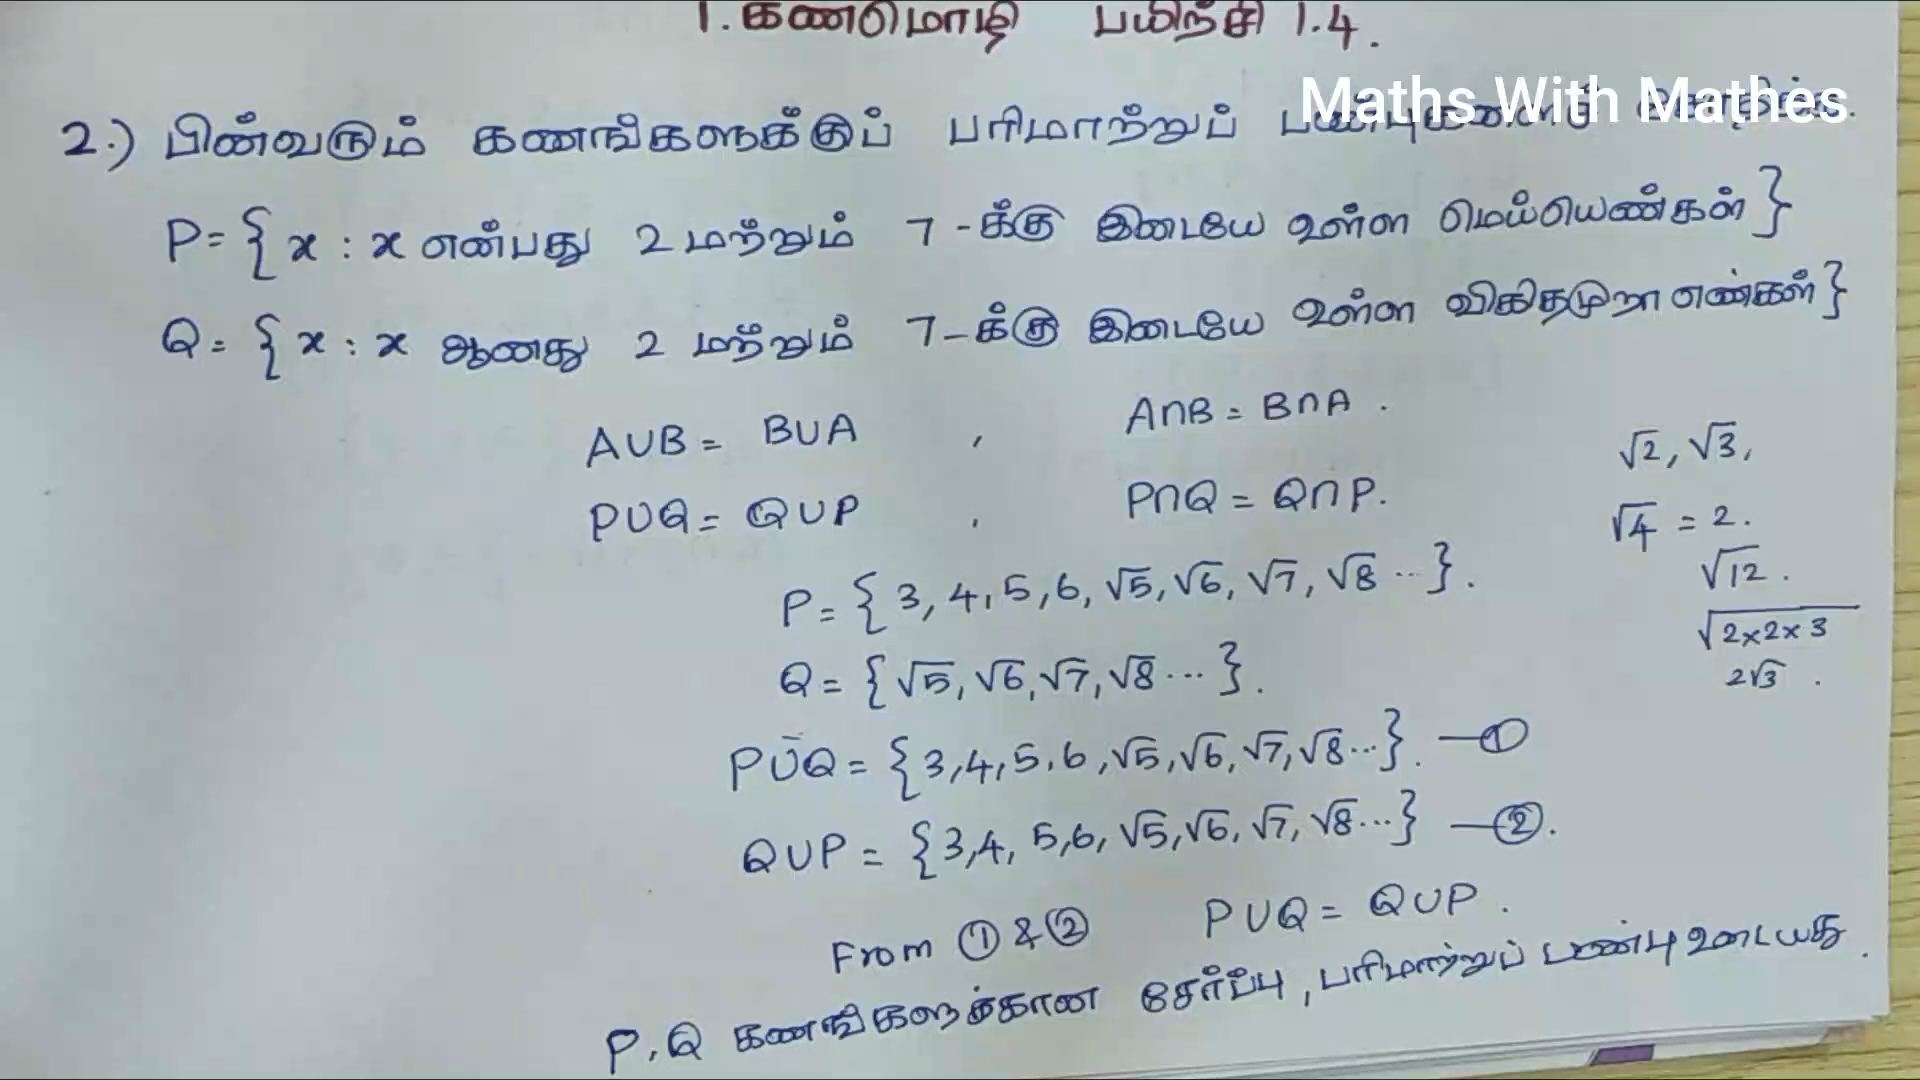 1. கணமொழி பயிற்சி 1.4.
Maths With Mathes
2.) பின்வரும் கணங்களுக்குப் பரிமாற்றுப்
P = { x : x என்பது 2 மற்றும் 7 - க்கு இடையே உள்ள மெய்யெண்கள் }
Q = { x : x ஆனது 2 மற்றும் 7 - க்கு இடையே உள்ள விகிதமுறா எண்கள் }
A∪B = B∪A , A∩B = B∩A .
P∪Q = Q∪P , P∩Q = Q∩P.
√2, √3,
√4 = 2.
√12 .
√2×2×3
2√3 .
P = { 3, 4, 5, 6, √5, √6, √7, √8 ... } .
Q = { √5, √6, √7, √8 ... } .
P∪Q = { 3, 4, 5, 6, √5, √6, √7, √8 ... } . — ①
Q∪P = { 3, 4, 5, 6, √5, √6, √7, √8 ... } — ② .
From ① & ② P∪Q = Q∪P .
P, Q கணங்களுக்கான சேர்ப்பு, பரிமாற்றுப் பண்பு உடையது .